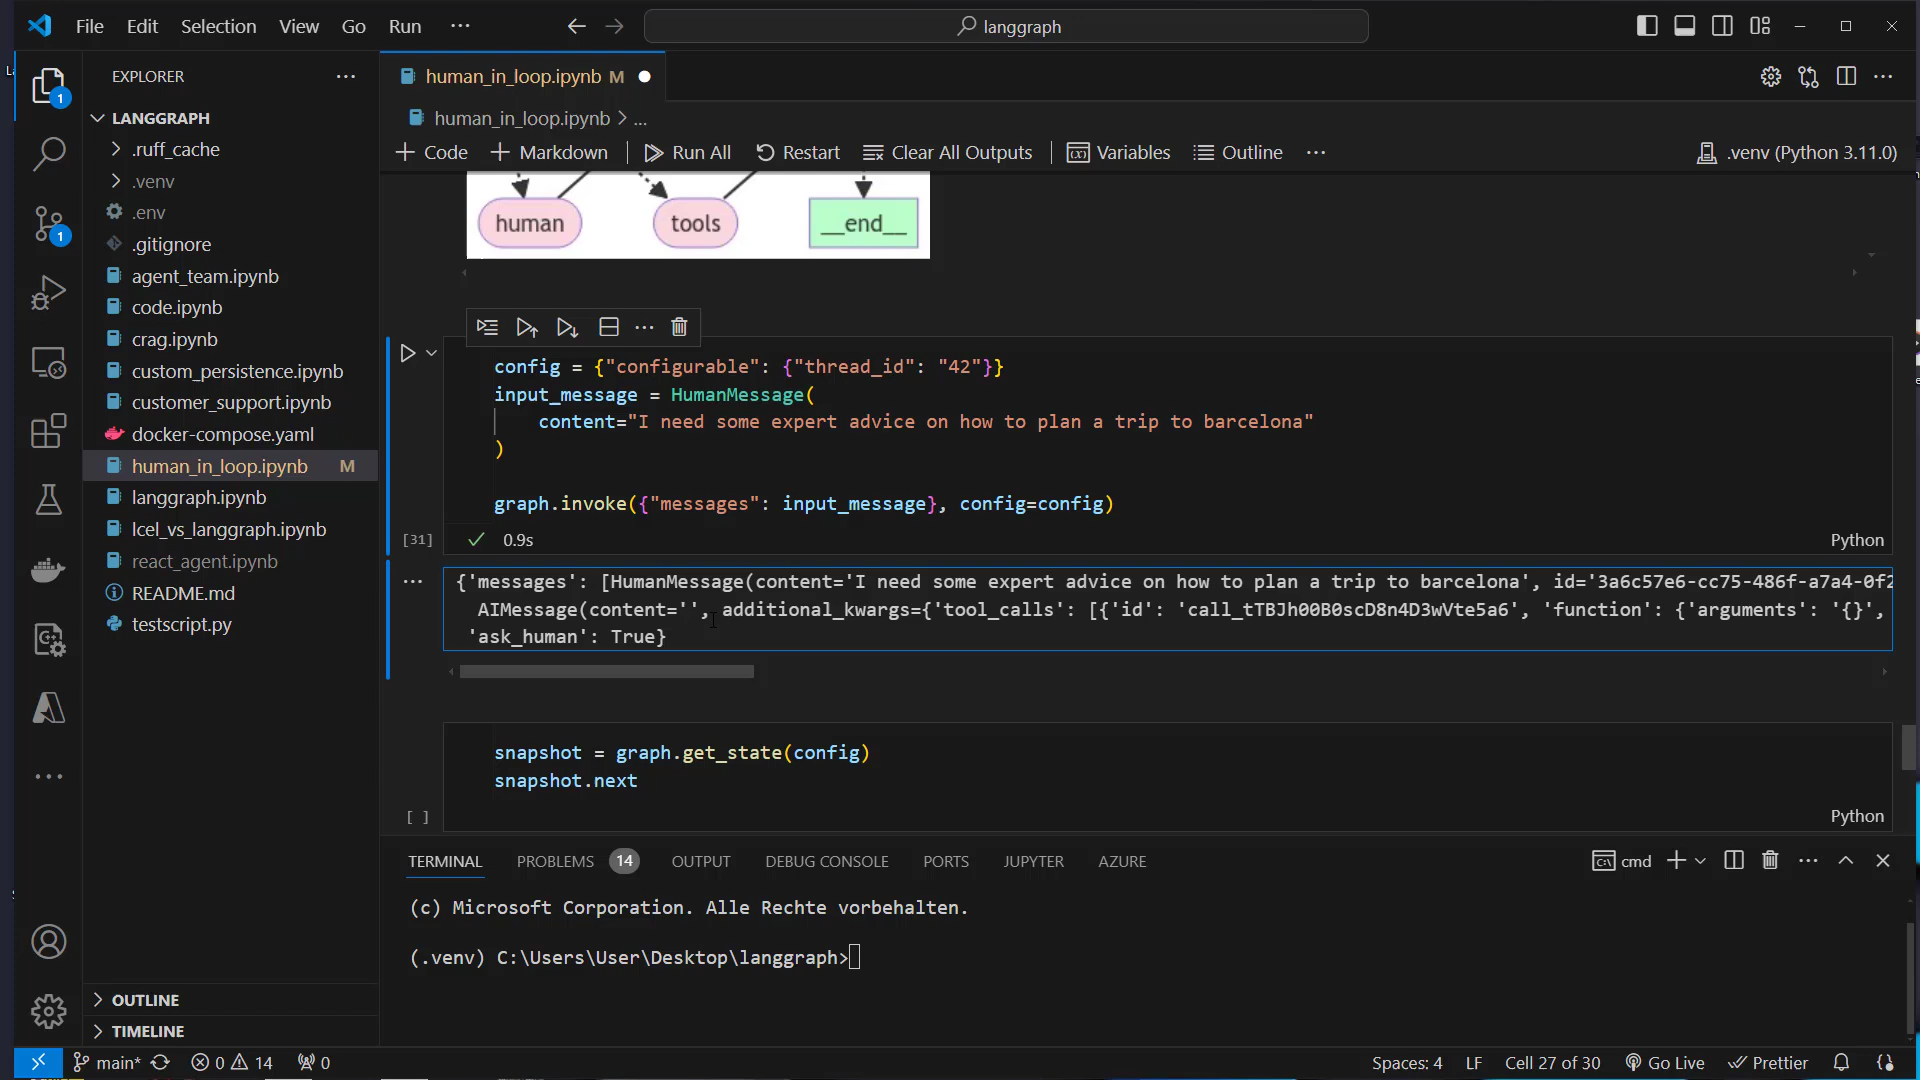 File Edit Selection View Go Run ··· langgraph
EXPLORER
human_in_loop.ipynb M
LANGGRAPH
human_in_loop.ipynb > ...
+ Code + Markdown Run All Restart Clear All Outputs Variables Outline ··· .venv (Python 3.11.0)
.ruff_cache
.venv
.env
.gitignore
agent_team.ipynb
code.ipynb
crag.ipynb
custom_persistence.ipynb
customer_support.ipynb
docker-compose.yaml
human_in_loop.ipynb M
langgraph.ipynb
lcel_vs_langgraph.ipynb
react_agent.ipynb
README.md
testscript.py
OUTLINE
TIMELINE
1
1
human tools __end__
config = {"configurable": {"thread_id": "42"}}
input_message = HumanMessage(
content="I need some expert advice on how to plan a trip to barcelona"
)
graph.invoke({"messages": input_message}, config=config)
[31] 0.9s Python
{'messages': [HumanMessage(content='I need some expert advice on how to plan a trip to barcelona', id='3a6c57e6-cc75-486f-a7a4-0f2
AIMessage(content='', additional_kwargs={'tool_calls': [{'id': 'call_tTBJh00B0scD8n4D3wVte5a6', 'function': {'arguments': '{}',
'ask_human': True}
snapshot = graph.get_state(config)
snapshot.next
[ ] Python
TERMINAL PROBLEMS 14 OUTPUT DEBUG CONSOLE PORTS JUPYTER AZURE cmd
(c) Microsoft Corporation. Alle Rechte vorbehalten.
(.venv) C:\Users\User\Desktop\langgraph>
main* 0 14 0 Spaces: 4 LF Cell 27 of 30 Go Live Prettier